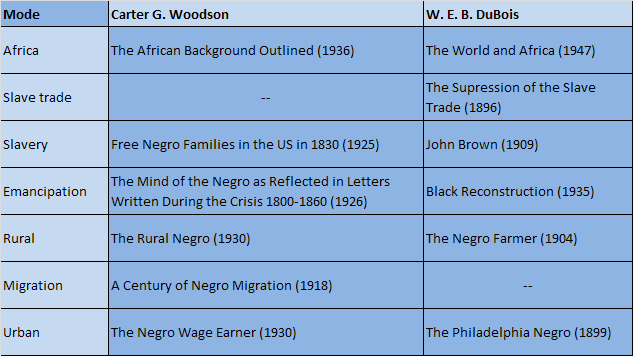 Mode Carter G. Woodson W. E. B. DuBois
Africa The African Background Outlined (1936) The World and Africa (1947)
Slave trade -- The Supression of the Slave
Trade (1896)
Slavery Free Negro Families in the US in 1830 (1925) John Brown (1909)
Emancipation The Mind of the Negro as Reflected in Letters
Written During the Crisis 1800-1860 (1926) Black Reconstruction (1935)
Rural The Rural Negro (1930) The Negro Farmer (1904)
Migration A Century of Negro Migration (1918) --
Urban The Negro Wage Earner (1930) The Philadelphia Negro (1899)